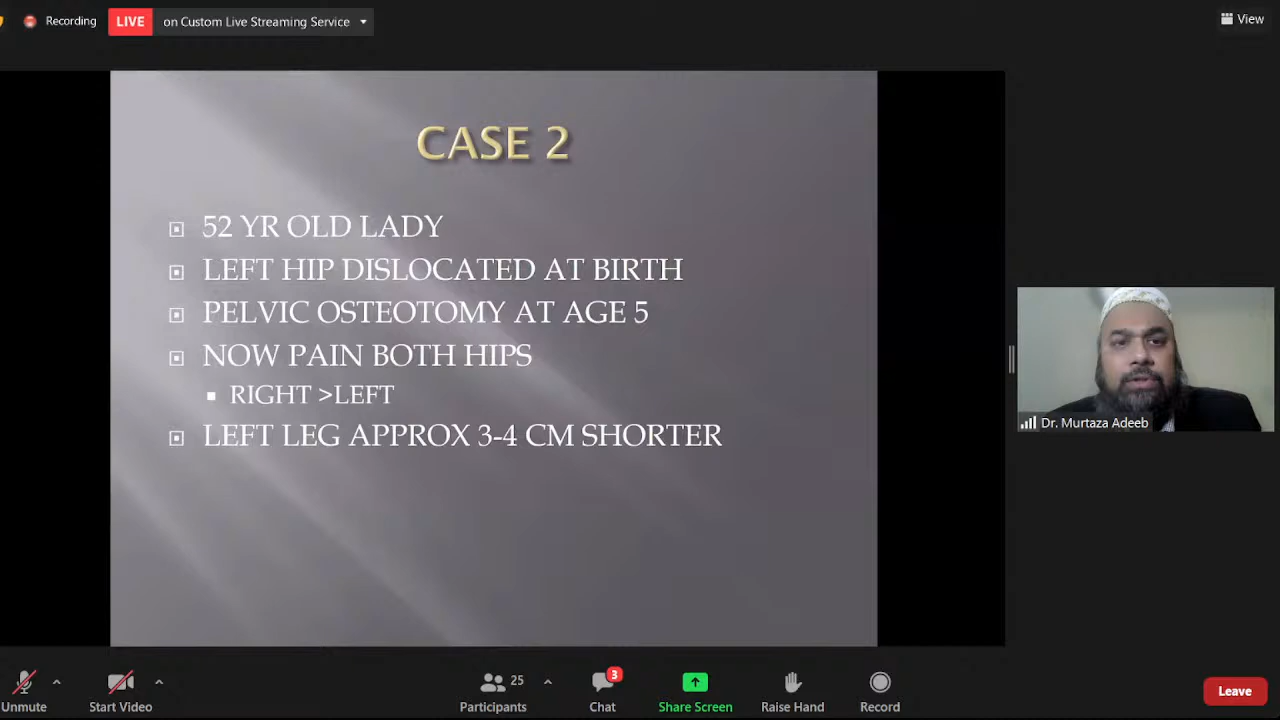 Recording
LIVE
on Custom Live Streaming Service
View
CASE 2
52 YR OLD LADY
LEFT HIP DISLOCATED AT BIRTH
PELVIC OSTEOTOMY AT AGE 5
NOW PAIN BOTH HIPS
RIGHT >LEFT
LEFT LEG APPROX 3-4 CM SHORTER
Dr. Murtaza Adeeb
Unmute
Start Video
25
Participants
3
Chat
Share Screen
Raise Hand
Record
Leave